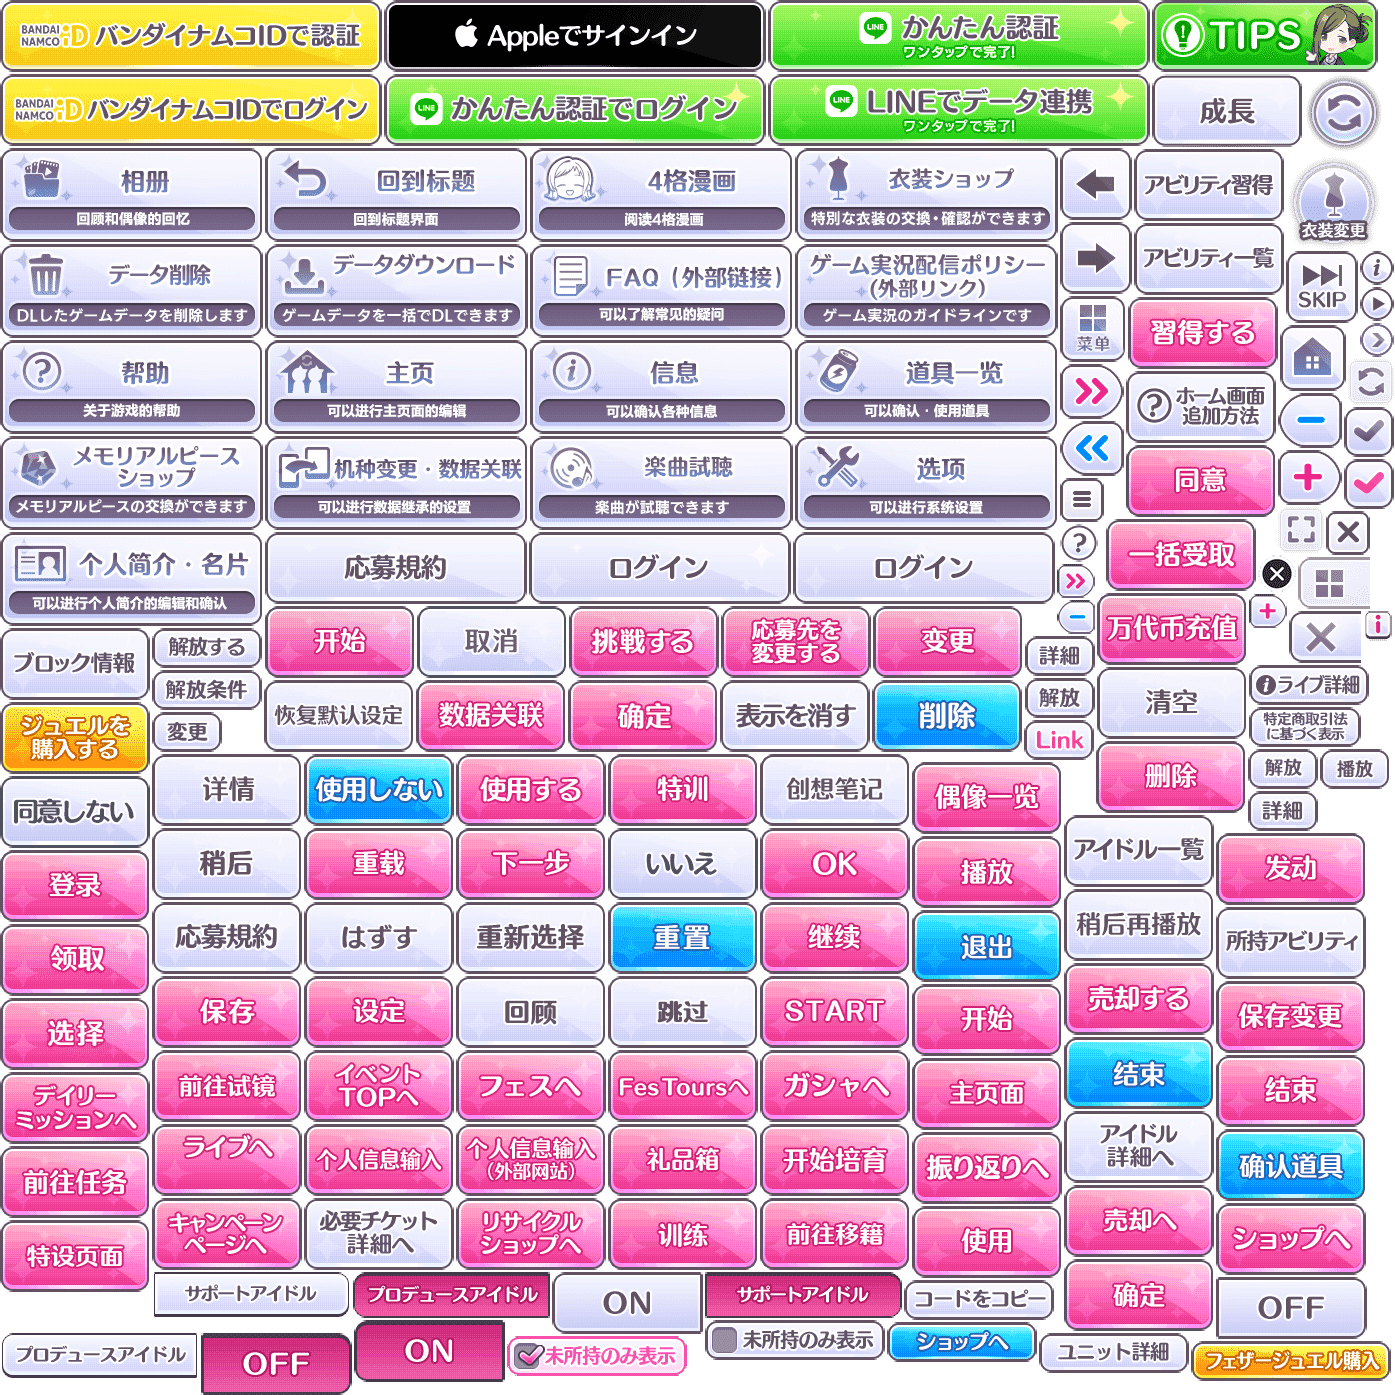 BANDAI NAMCO iD バンダイナムコIDで認証
Appleでサインイン
LINE かんたん認証
ワンタップで完了!
TIPS
BANDAI NAMCO iD バンダイナムコIDでログイン
LINE かんたん認証でログイン
LINE LINEでデータ連携
ワンタップで完了!
成長
相册
回顾和偶像的回忆
回到标题
回到标题界面
4格漫画
阅读4格漫画
衣装ショップ
特別な衣装の交換・確認ができます
アビリティ習得
衣装変更
データ削除
DLしたゲームデータを削除します
データダウンロード
ゲームデータを一括でDLできます
FAQ（外部链接）
可以了解常见的疑问
ゲーム実況配信ポリシー
(外部リンク)
ゲーム実況のガイドラインです
アビリティ一覧
SKIP
菜单
習得する
帮助
关于游戏的帮助
主页
可以进行主页面的编辑
信息
可以确认各种信息
道具一览
可以确认・使用道具
ホーム画面
追加方法
メモリアルピース
ショップ
メモリアルピースの交換ができます
机种变更・数据关联
可以进行数据继承的设置
楽曲試聴
楽曲が試聴できます
选项
可以进行系统设置
同意
个人简介・名片
可以进行个人简介的编辑和确认
応募規約
ログイン
ログイン
一括受取
ブロック情報
解放する
解放条件
変更
开始
取消
挑戦する
応募先を
変更する
变更
詳細
万代币充值
ジュエルを
購入する
恢复默认设定
数据关联
确定
表示を消す
削除
解放
Link
清空
ライブ詳細
特定商取引法
に基づく表示
同意しない
详情
使用しない
使用する
特训
创想笔记
偶像一览
删除
解放
播放
詳細
登录
稍后
重载
下一步
いいえ
OK
播放
アイドル一覧
发动
领取
応募規約
はずす
重新选择
重置
继续
退出
稍后再播放
所持アビリティ
选择
保存
设定
回顾
跳过
START
开始
売却する
保存变更
デイリー
ミッションへ
前往试镜
イベント
TOPへ
フェスへ
Fes Toursへ
ガシャへ
主页面
结束
结束
前往任务
ライブへ
个人信息输入
个人信息输入
(外部网站)
礼品箱
开始培育
振り返りへ
アイドル
詳細へ
确认道具
特设页面
キャンペーン
ページへ
必要チケット
詳細へ
リサイクル
ショップへ
训练
前往移籍
使用
売却へ
ショップへ
サポートアイドル
プロデュースアイドル
ON
サポートアイドル
コードをコピー
确定
OFF
プロデュースアイドル
OFF
ON
未所持のみ表示
未所持のみ表示
ショップへ
ユニット詳細
フェザージュエル購入